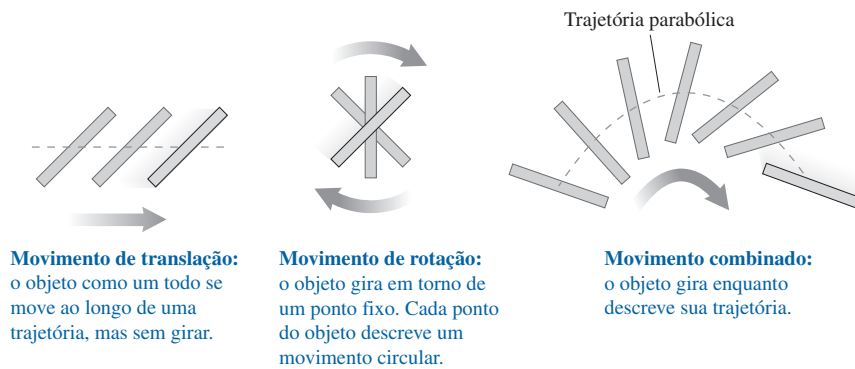 Trajetória parabólica
Movimento de translação:
o objeto como um todo se
move ao longo de uma
trajetória, mas sem girar.
Movimento de rotação:
o objeto gira em torno de
um ponto fixo. Cada ponto
do objeto descreve um
movimento circular.
Movimento combinado:
o objeto gira enquanto
descreve sua trajetória.